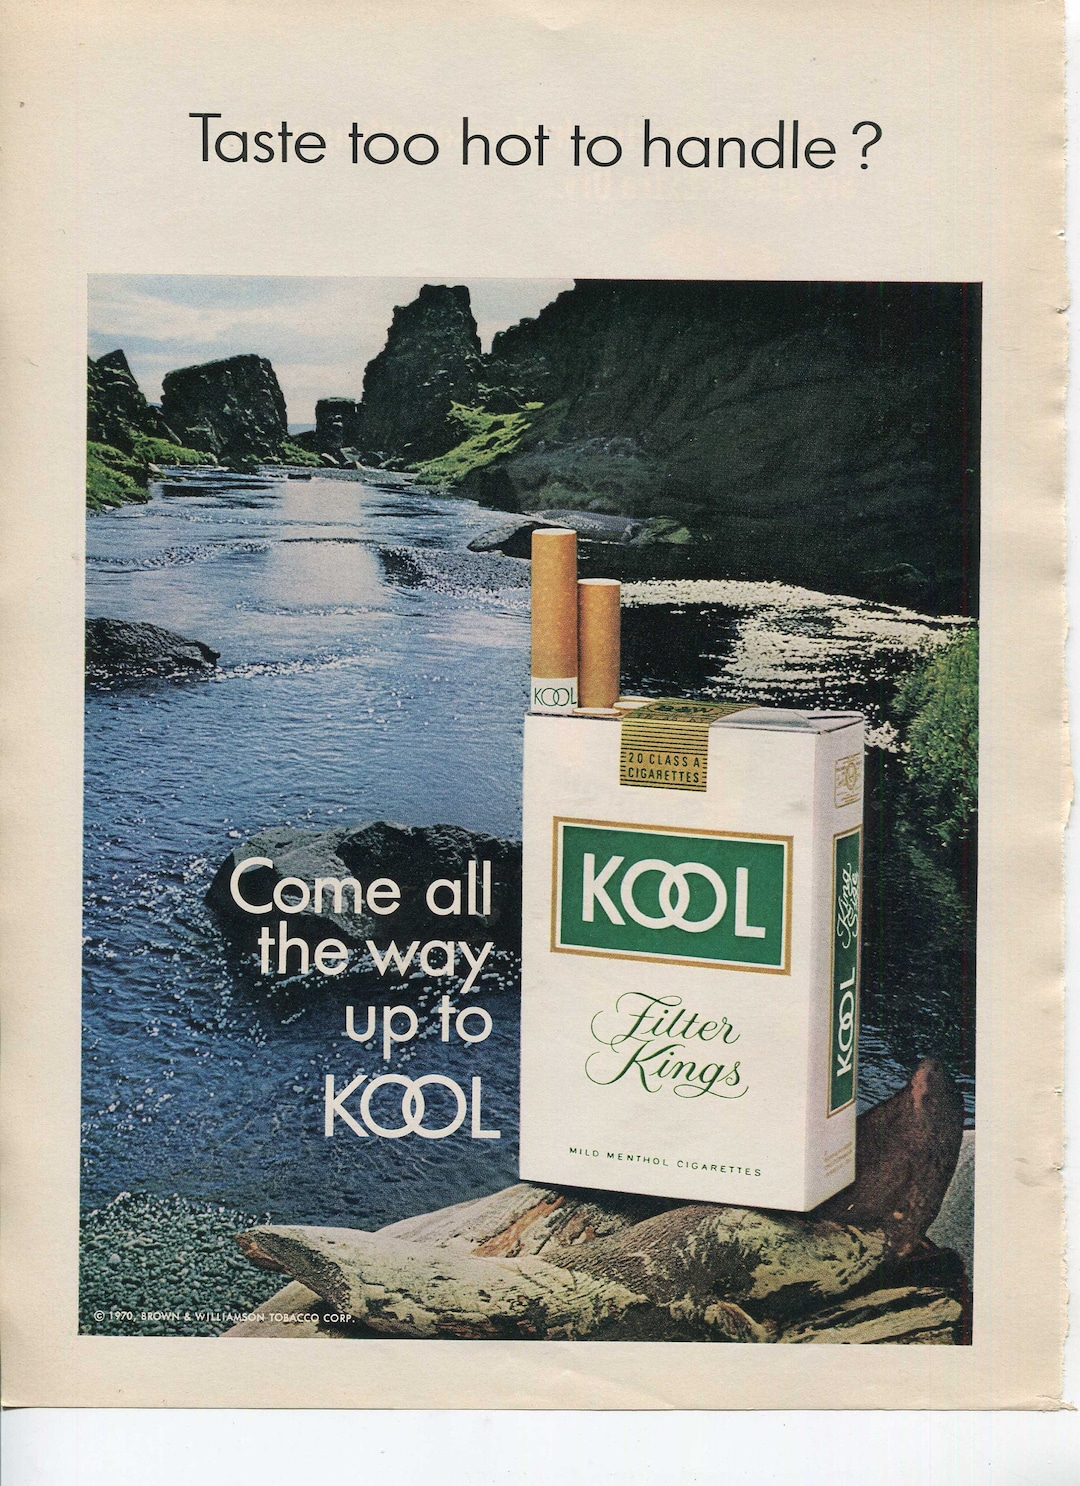 Taste too hot to handle?
KOOL
B&W
20 CLASS A
CIGARETTES
KOOL
Filter
Kings
MILD MENTHOL CIGARETTES
King
Size
KOOL
Come all
the way
up to
KOOL
© 1970, BROWN & WILLIAMSON TOBACCO CORP.